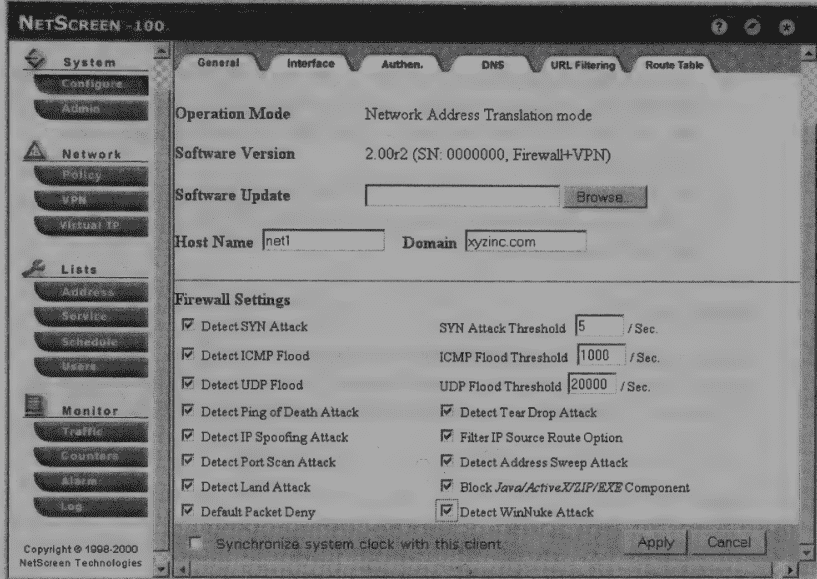 NETSCREEN -100
System
Configure
Admin
Network
Policy
VPN
Virtual IP
Lists
Address
Service
Schedule
Users
Monitor
Traffic
Counters
Alarm
Log
Copyright © 1998-2000
NetScreen Technologies
General Interface Authen. DNS URL Filtering Route Table
Operation Mode Network Address Translation mode
Software Version 2.00r2 (SN: 0000000, Firewall+VPN)
Software Update Browse...
Host Name net1 Domain xyzinc.com
Firewall Settings
Detect SYN Attack SYN Attack Threshold 5 / Sec.
Detect ICMP Flood ICMP Flood Threshold 1000 / Sec.
Detect UDP Flood UDP Flood Threshold 20000 / Sec.
Detect Ping of Death Attack Detect Tear Drop Attack
Detect IP Spoofing Attack Filter IP Source Route Option
Detect Port Scan Attack Detect Address Sweep Attack
Detect Land Attack Block Java/ActiveX/ZIP/EXE Component
Default Packet Deny Detect WinNuke Attack
Synchronize system clock with this client Apply Cancel